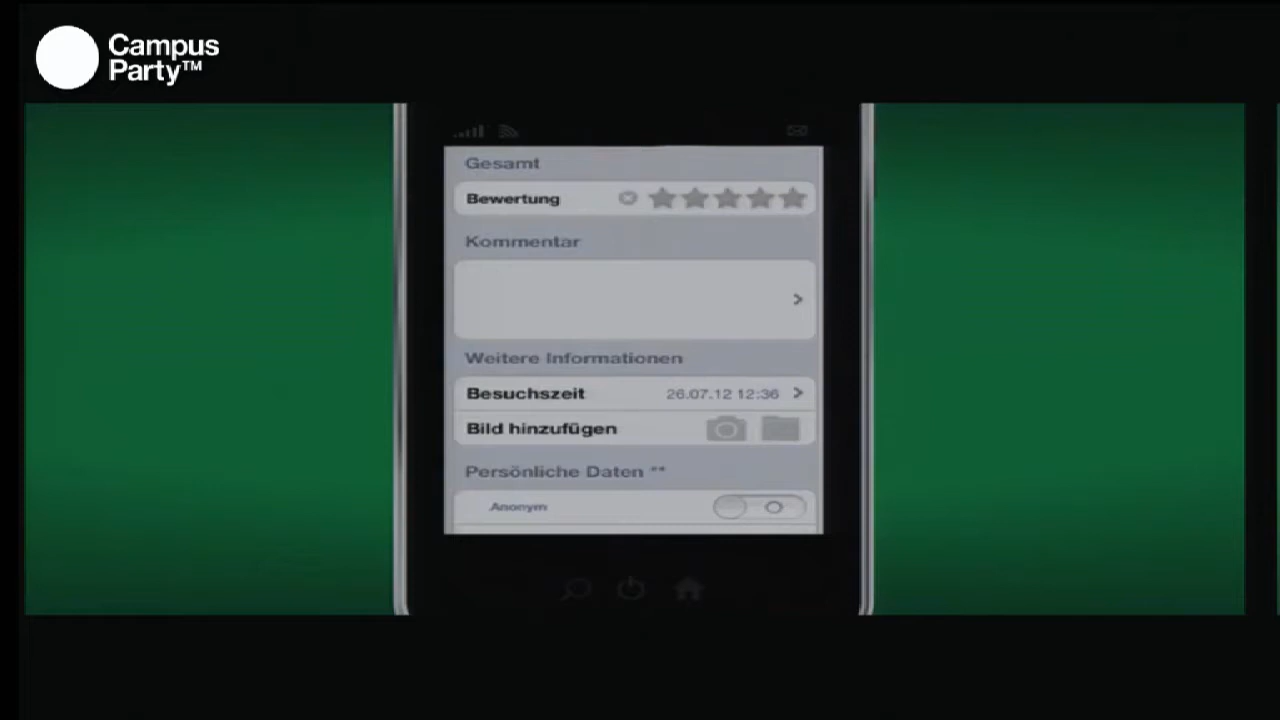 Campus
Party™
Gesamt
Bewertung
Kommentar
Weitere Informationen
Besuchszeit 26.07.12 12:36
Bild hinzufügen
Persönliche Daten **
Anonym